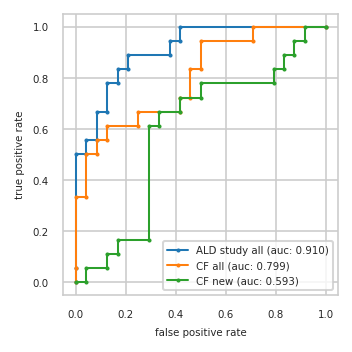 1.0
0.8
0.6
0.4
0.2
0.0
true positive rate
ALD study all (auc: 0.910)
CF all (auc: 0.799)
CF new (auc: 0.593)
0.0 0.2 0.4 0.6 0.8 1.0
false positive rate